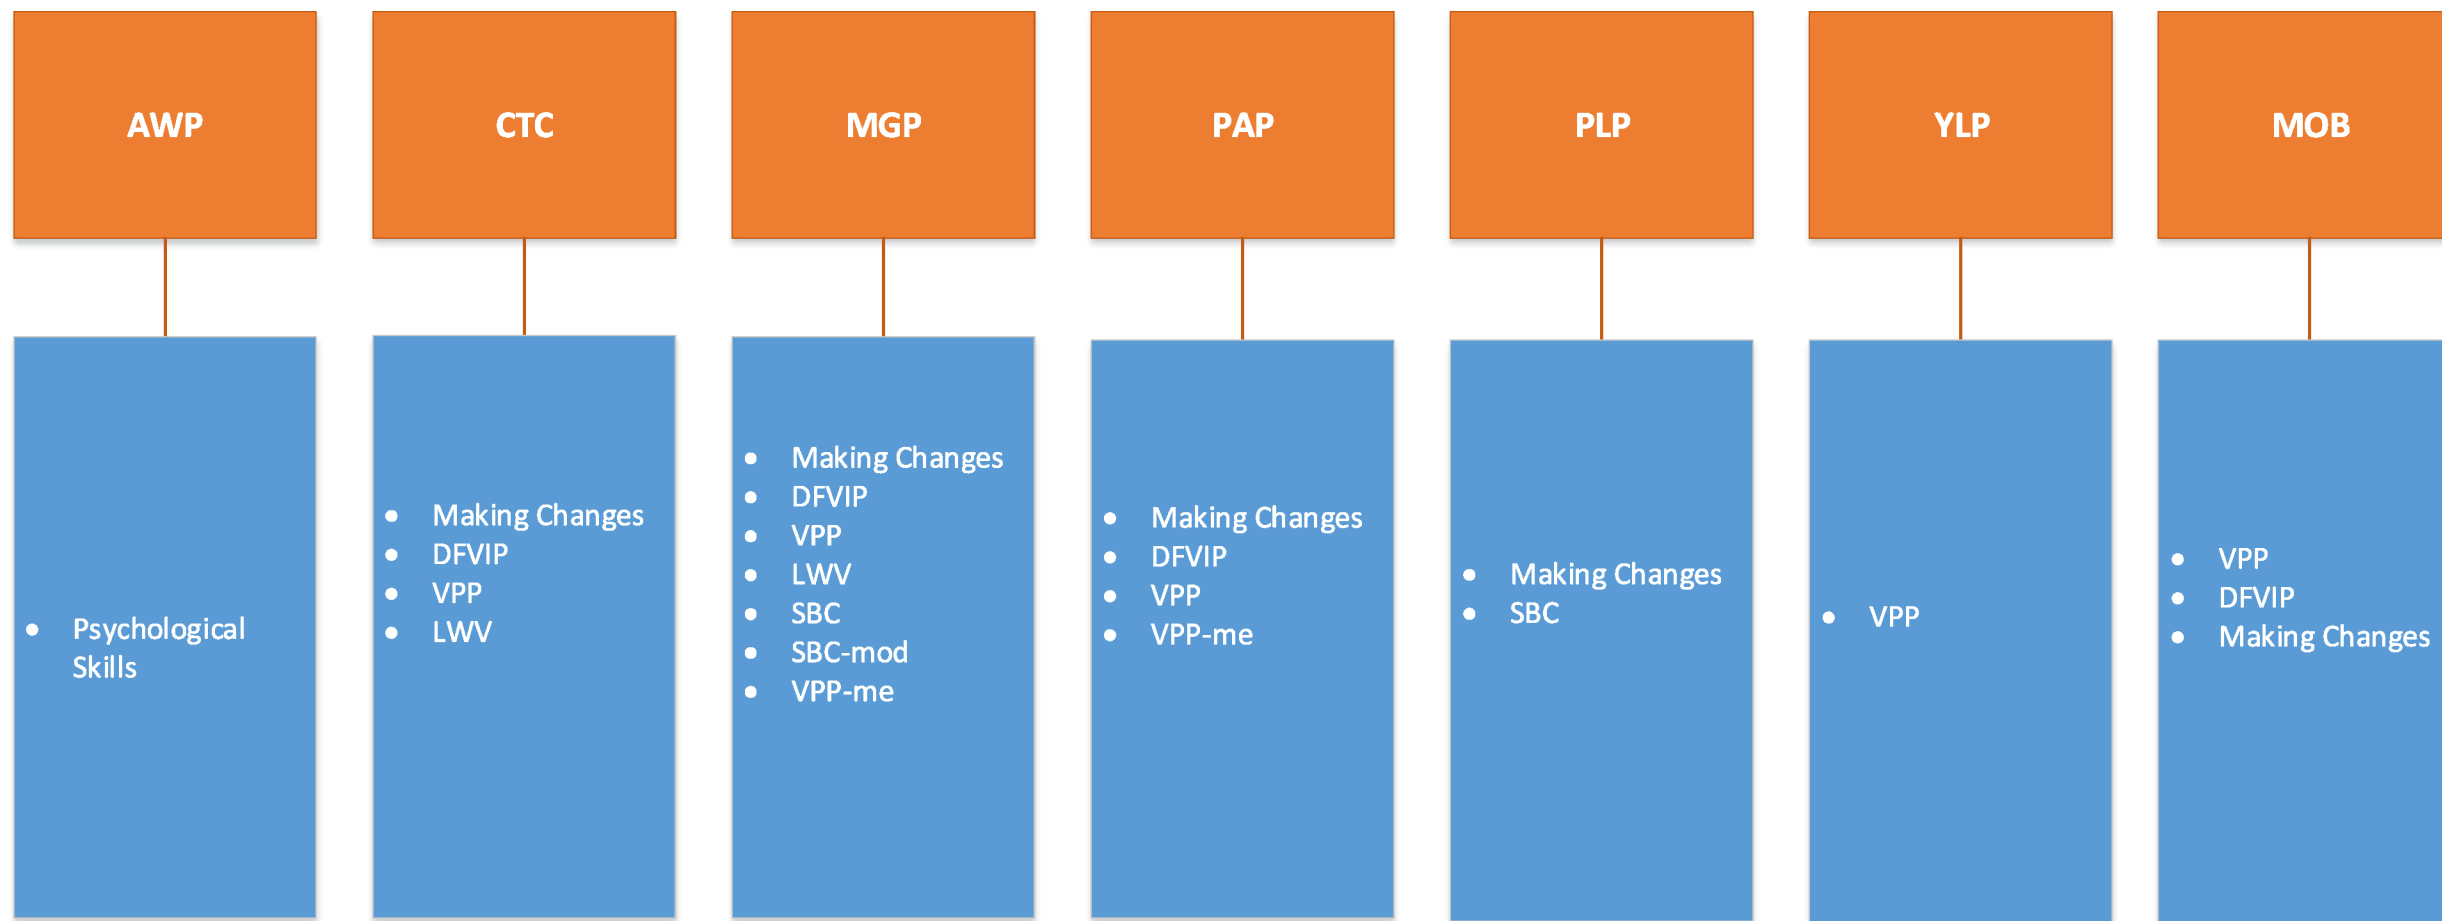 AWP
CTC
MGP
PAP
PLP
YLP
MOB
• Psychological
Skills
• Making Changes
• DFVIP
• VPP
• LWV
• Making Changes
• DFVIP
• VPP
• LWV
• SBC
• SBC-mod
• VPP-me
• Making Changes
• DFVIP
• VPP
• VPP-me
• Making Changes
• SBC
• VPP
• VPP
• DFVIP
• Making Changes